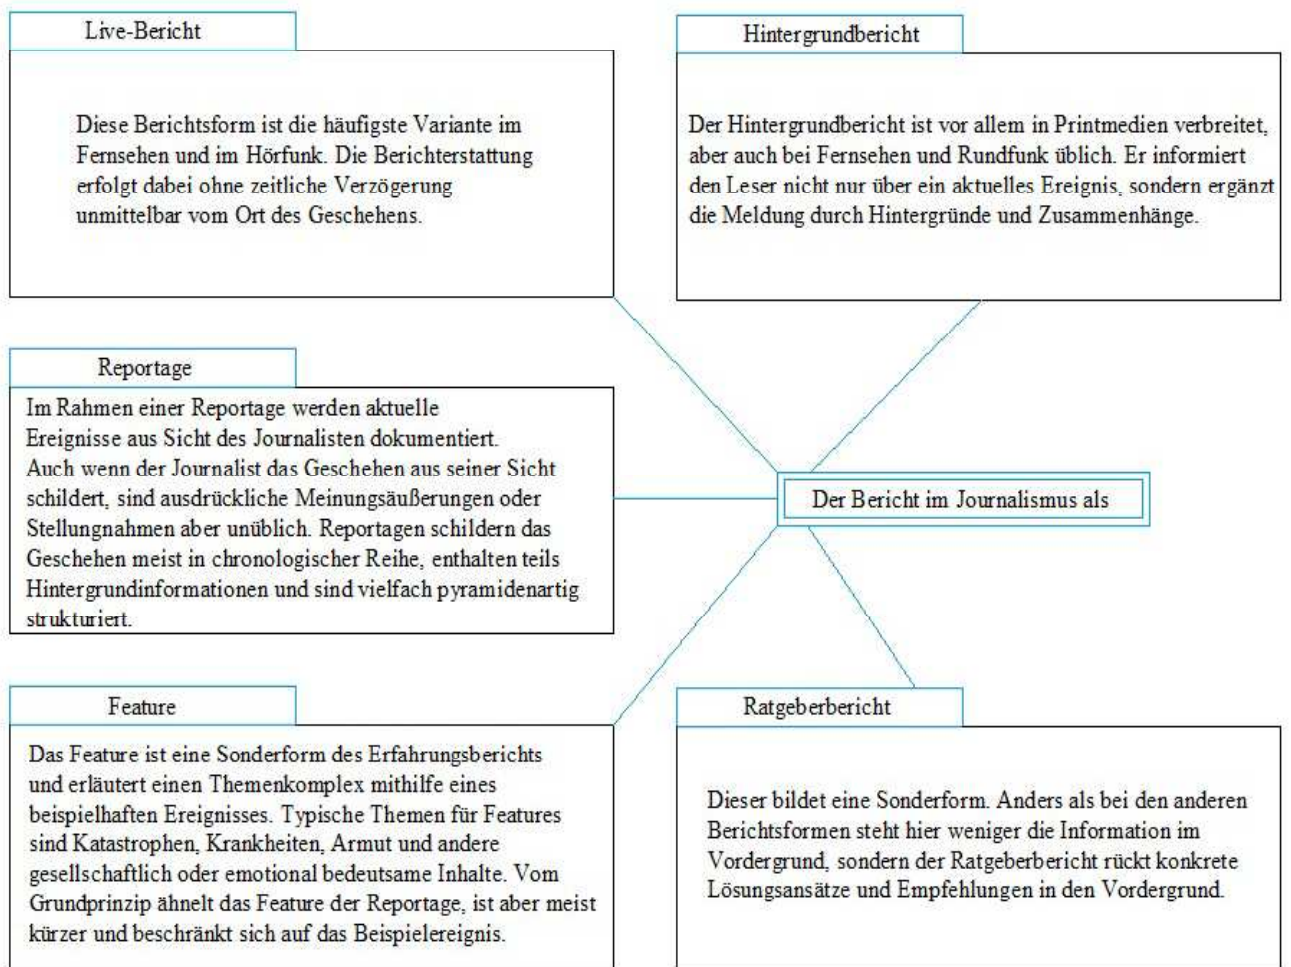 Live-Bericht
Diese Berichtsform ist die häufigste Variante im
Fernsehen und im Hörfunk. Die Berichterstattung
erfolgt dabei ohne zeitliche Verzögerung
unmittelbar vom Ort des Geschehens.
Hintergrundbericht
Der Hintergrundbericht ist vor allem in Printmedien verbreitet,
aber auch bei Fernsehen und Rundfunk üblich. Er informiert
den Leser nicht nur über ein aktuelles Ereignis, sondern ergänzt
die Meldung durch Hintergründe und Zusammenhänge.
Reportage
Im Rahmen einer Reportage werden aktuelle
Ereignisse aus Sicht des Journalisten dokumentiert.
Auch wenn der Journalist das Geschehen aus seiner Sicht
schildert, sind ausdrückliche Meinungsäußerungen oder
Stellungnahmen aber unüblich. Reportagen schildern das
Geschehen meist in chronologischer Reihe, enthalten teils
Hintergrundinformationen und sind vielfach pyramidenartig
strukturiert.
Der Bericht im Journalismus als
Feature
Das Feature ist eine Sonderform des Erfahrungsberichts
und erläutert einen Themenkomplex mithilfe eines
beispielhaften Ereignisses. Typische Themen für Features
sind Katastrophen, Krankheiten, Armut und andere
gesellschaftlich oder emotional bedeutsame Inhalte. Vom
Grundprinzip ähnelt das Feature der Reportage, ist aber meist
kürzer und beschränkt sich auf das Beispielereignis.
Ratgeberbericht
Dieser bildet eine Sonderform. Anders als bei den anderen
Berichtsformen steht hier weniger die Information im
Vordergrund, sondern der Ratgeberbericht rückt konkrete
Lösungsansätze und Empfehlungen in den Vordergrund.